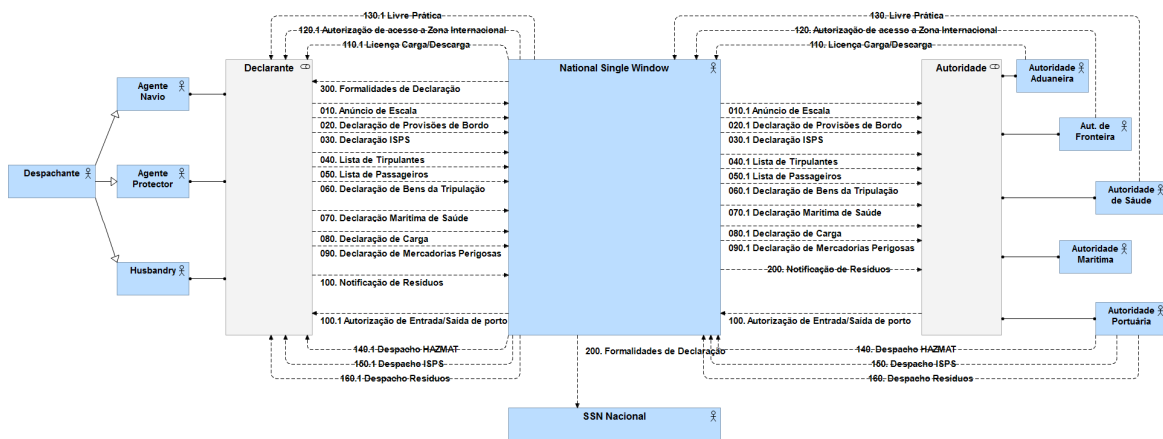 130.1 Livre Prática
130. Livre Prática
120.1 Autorização de acesso a Zona Internacional
120. Autorização de acesso a Zona Internacional
110.1 Licença Carga/Descarga
110. Licença Carga/Descarga
Declarante
National Single Window
Autoridade
Autoridade
Aduaneira
Agente
Navio
300. Formalidades de Declaração
010. Anúncio de Escala
010.1 Anúncio de Escala
020. Declaração de Provisões de Bordo
020.1 Declaração de Provisões de Bordo
Aut. de
Fronteira
030. Declaração ISPS
030.1 Declaração ISPS
040. Lista de Tirpulantes
040.1 Lista de Tirpulantes
Despachante
Agente
Protector
050. Lista de Passageiros
050.1 Lista de Passageiros
060. Declaração de Bens da Tripulação
060.1 Declaração de Bens da Tripulação
Autoridade
de Sáude
070. Declaração Marítima de Saúde
070.1 Declaração Marítima de Saúde
080. Declaração de Carga
080.1 Declaração de Carga
090. Declaração de Mercadorias Perigosas
090.1 Declaração de Mercadorias Perigosas
Autoridade
Marítima
Husbandry
200. Notificação de Resíduos
100. Notificação de Resíduos
Autoridade
Portuária
100.1 Autorização de Entrada/Saída de porto
100. Autorização de Entrada/Saída de porto
140.1 Despacho HAZMAT
200. Formalidades de Declaração
140. Despacho HAZMAT
150.1 Despacho ISPS
150. Despacho ISPS
160.1 Despacho Resíduos
160. Despacho Resíduos
SSN Nacional